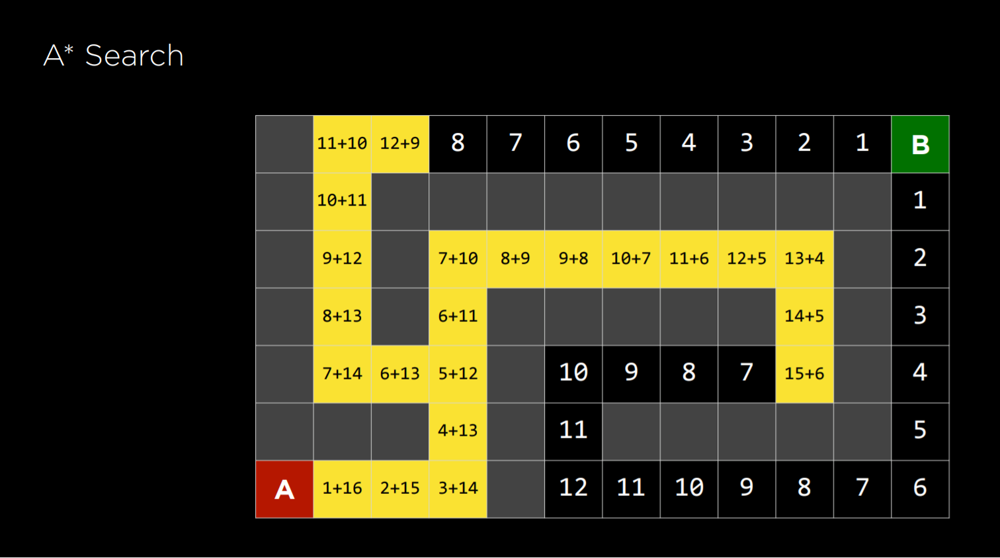 A* Search
11+10 12+9 8 7 6 5 4 3 2 1 B
10+11 1
9+12 7+10 8+9 9+8 10+7 11+6 12+5 13+4 2
8+13 6+11 14+5 3
7+14 6+13 5+12 10 9 8 7 15+6 4
4+13 11 5
A 1+16 2+15 3+14 12 11 10 9 8 7 6